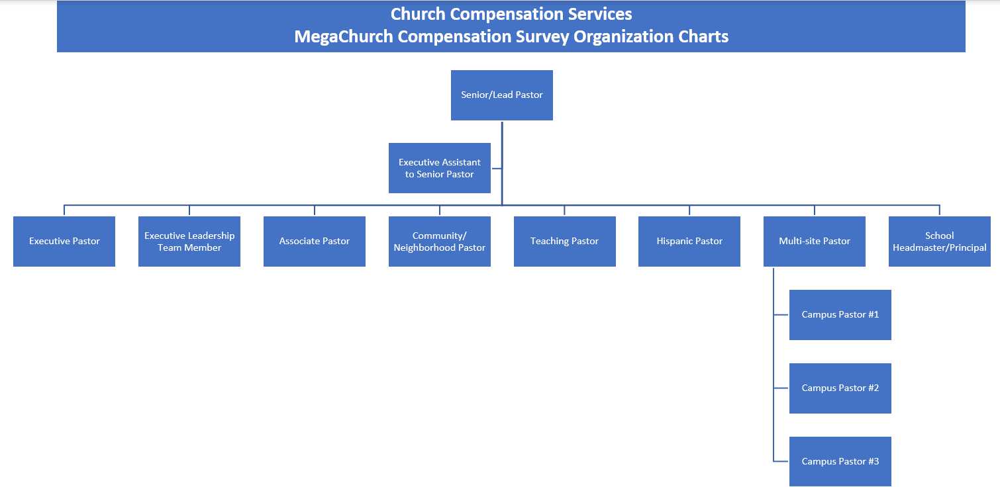 Church Compensation Services
MegaChurch Compensation Survey Organization Charts
Senior/Lead Pastor
Executive Assistant
to Senior Pastor
Executive Pastor
Executive Leadership
Team Member
Associate Pastor
Community/
Neighborhood Pastor
Teaching Pastor
Hispanic Pastor
Multi-site Pastor
School
Headmaster/Principal
Campus Pastor #1
Campus Pastor #2
Campus Pastor #3